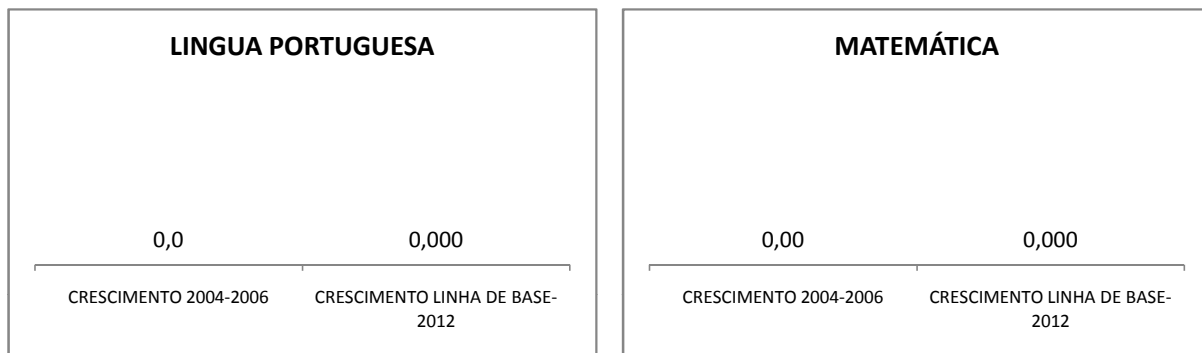 LINGUA PORTUGUESA
0,0
0,000
CRESCIMENTO 2004-2006
CRESCIMENTO LINHA DE BASE-
2012
MATEMÁTICA
0,00
0,000
CRESCIMENTO 2004-2006
CRESCIMENTO LINHA DE BASE-
2012